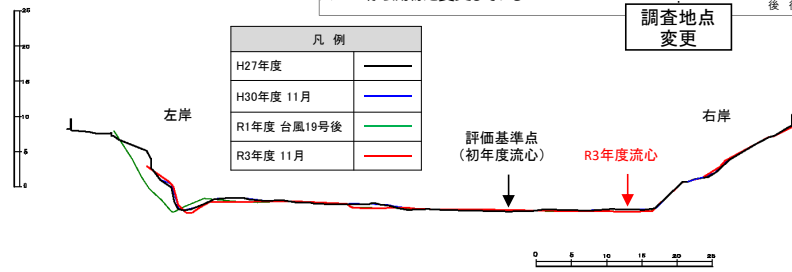 後
調査地点
変更
凡 例
H27年度
H30年度 11月
R1年度 台風19号後
R3年度 11月
左岸
右岸
評価基準点
(初年度流心)
R3年度流心
25
20
15
10
5
0
0 5 10 15 20 25